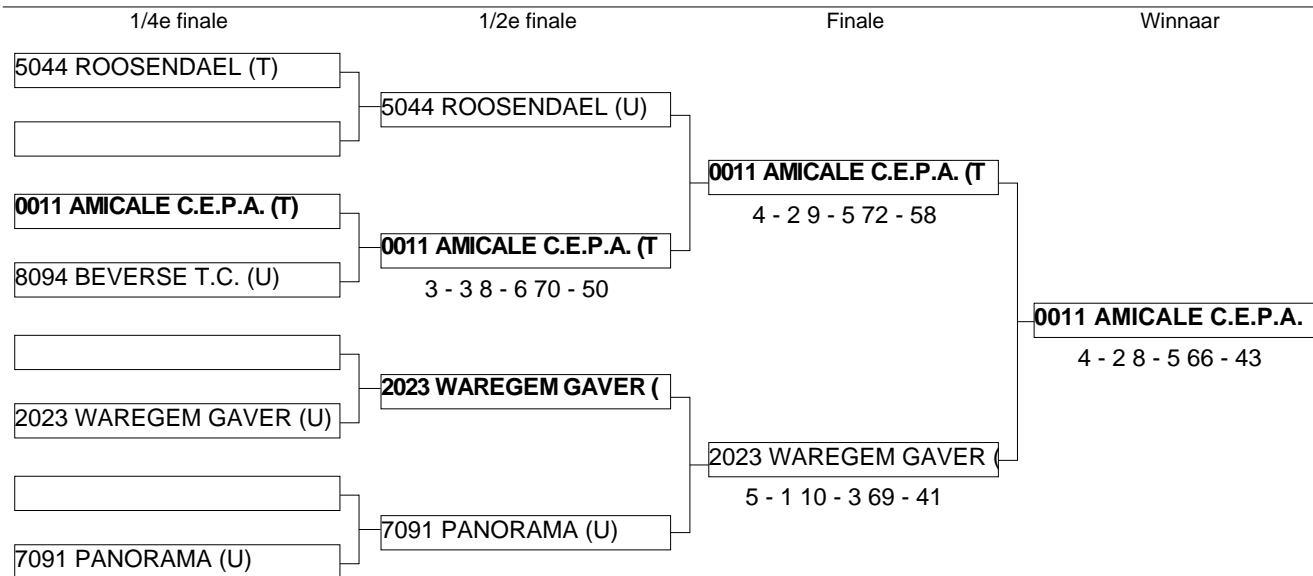 1/4e finale 1/2e finale Finale Winnaar
5044 ROOSENDAEL (T)
5044 ROOSENDAEL (U)
0011 AMICALE C.E.P.A. (T
4 - 2 9 - 5 72 - 58
0011 AMICALE C.E.P.A. (T)
0011 AMICALE C.E.P.A. (T
3 - 3 8 - 6 70 - 50
8094 BEVERSE T.C. (U)
0011 AMICALE C.E.P.A.
4 - 2 8 - 5 66 - 43
2023 WAREGEM GAVER (
2023 WAREGEM GAVER (U)
2023 WAREGEM GAVER (
5 - 1 10 - 3 69 - 41
7091 PANORAMA (U)
7091 PANORAMA (U)